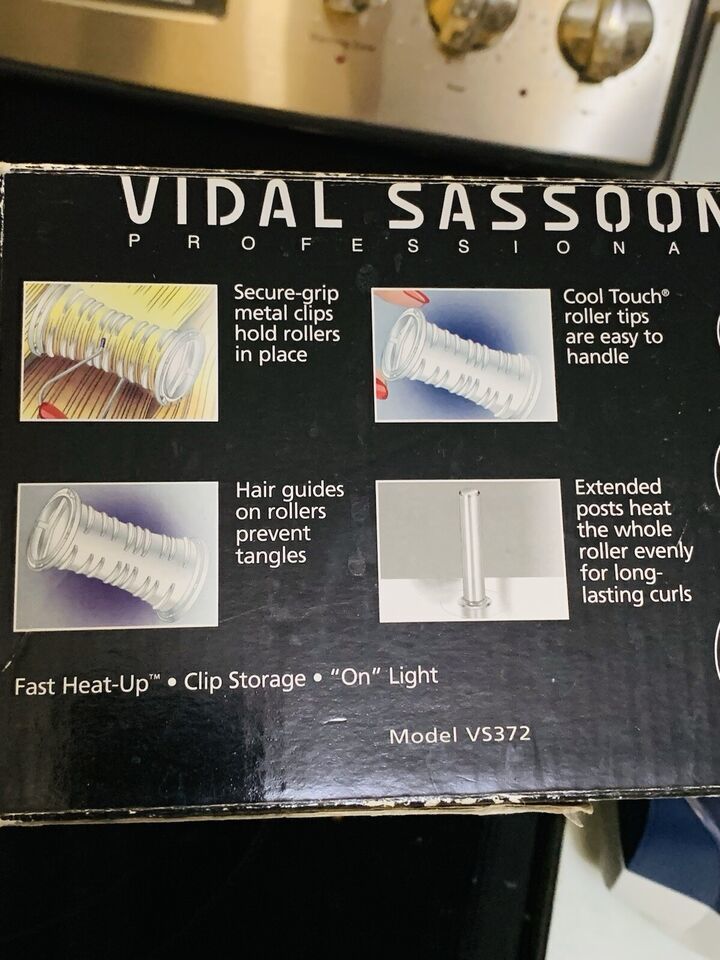 VIDAL SASSOON
PROFESSIONA
Secure-grip
metal clips
hold rollers
in place
Cool Touch®
roller tips
are easy to
handle
Hair guides
on rollers
prevent
tangles
Extended
posts heat
the whole
roller evenly
for long-
lasting curls
Fast Heat-Up™ • Clip Storage • "On" Light
Model VS372